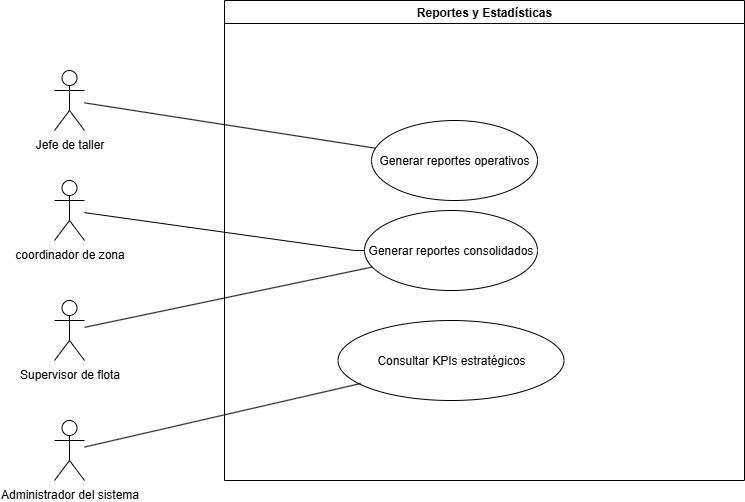 Reportes y Estadísticas
Jefe de taller
Generar reportes operativos
coordinador de zona
Generar reportes consolidados
Supervisor de flota
Consultar KPIs estratégicos
Administrador del sistema